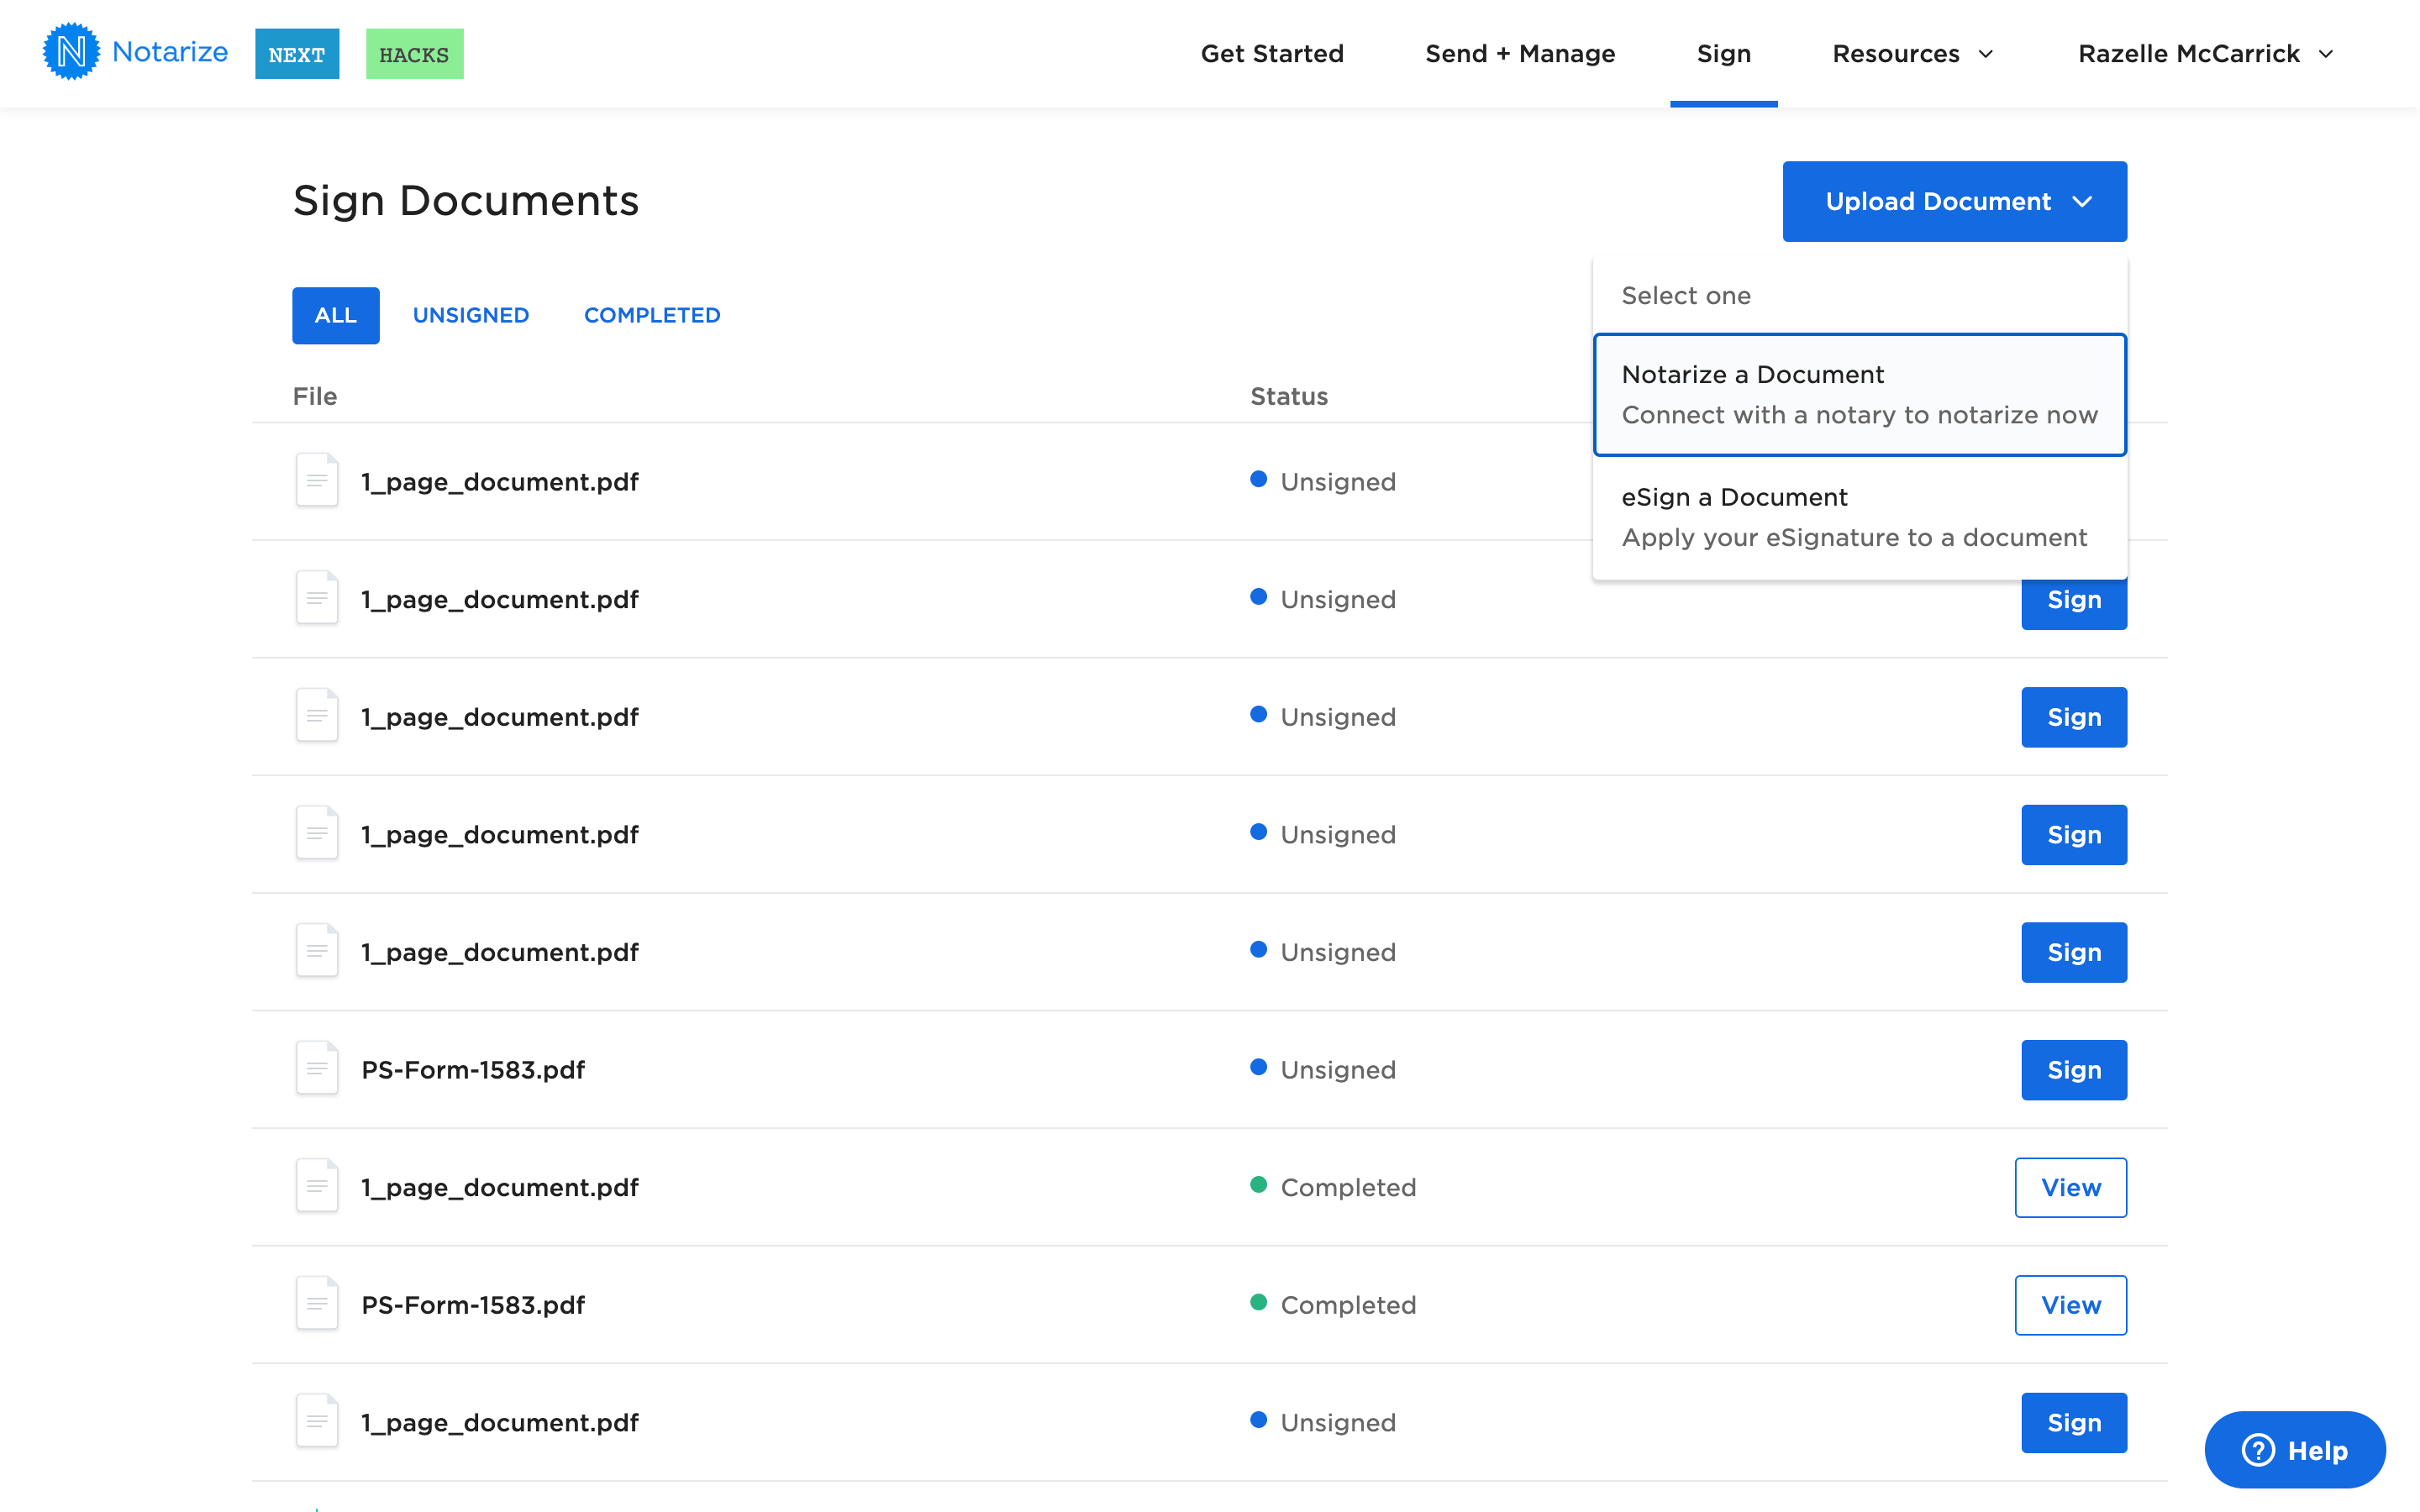 Notarize NEXT HACKS Get Started Send + Manage Sign Resources Razelle McCarrick
Sign Documents Upload Document
Select one
ALL UNSIGNED COMPLETED
Notarize a Document
File Status
Connect with a notary to notarize now
1_page_document.pdf Unsigned
eSign a Document
Apply your eSignature to a document
1_page_document.pdf Unsigned Sign
1_page_document.pdf Unsigned Sign
1_page_document.pdf Unsigned Sign
1_page_document.pdf Unsigned Sign
PS-Form-1583.pdf Unsigned Sign
1_page_document.pdf Completed View
PS-Form-1583.pdf Completed View
1_page_document.pdf Unsigned Sign
Help